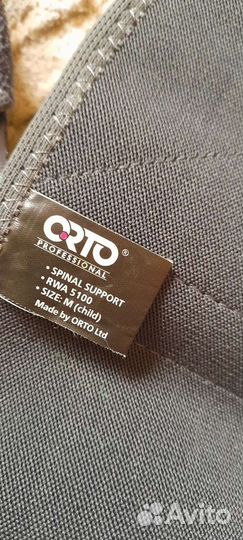 ORTO®
PROFESSIONAL
• SPINAL SUPPORT
• RWA 5100
• SIZE: M (child)
Made by ORTO Ltd
Avito